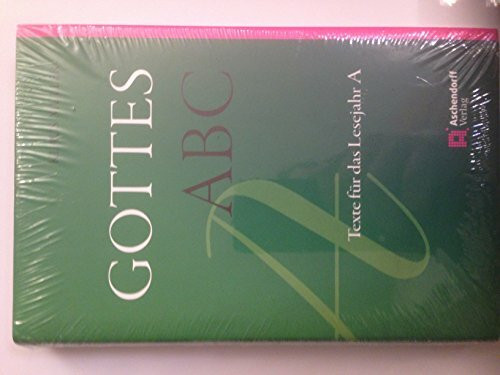 GOTTES
ABC
Texte für das Lesejahr A
Aschendorff
Verlag